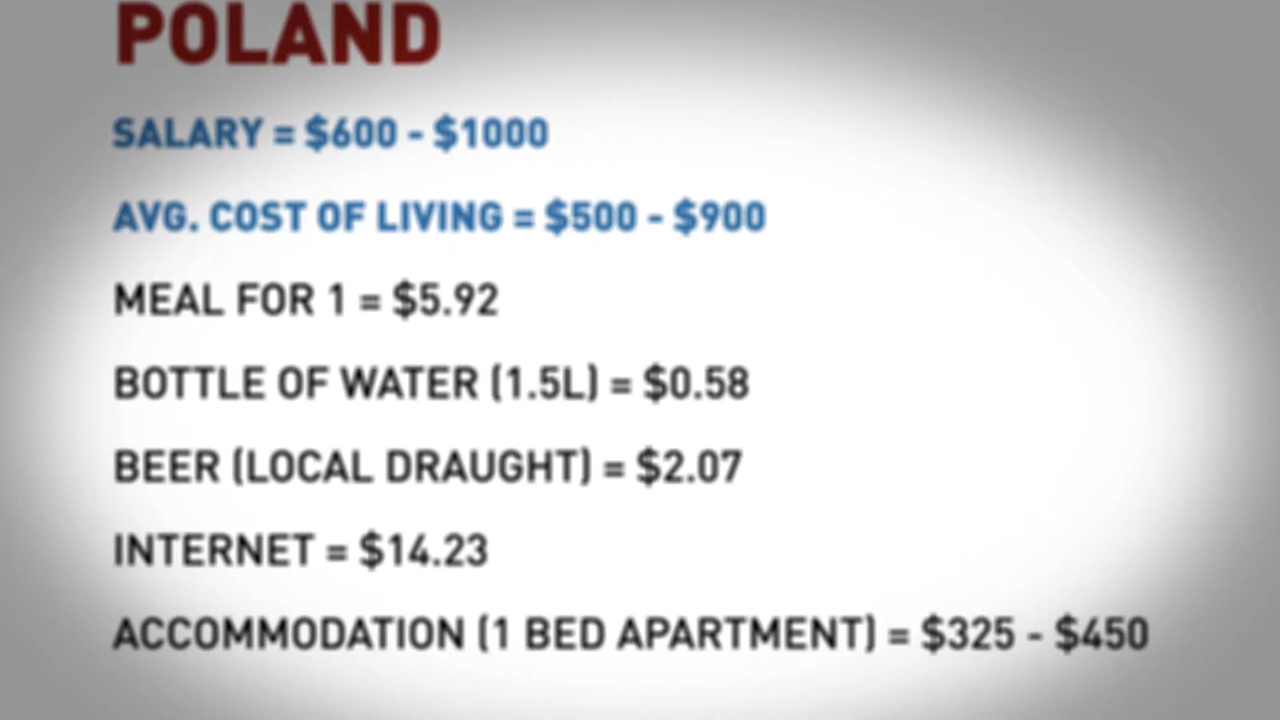 POLAND
SALARY = $600 - $1000
AVG. COST OF LIVING = $500 - $900
MEAL FOR 1 = $5.92
BOTTLE OF WATER (1.5L) = $0.58
BEER (LOCAL DRAUGHT) = $2.07
INTERNET = $14.23
ACCOMMODATION (1 BED APARTMENT) = $325 - $450